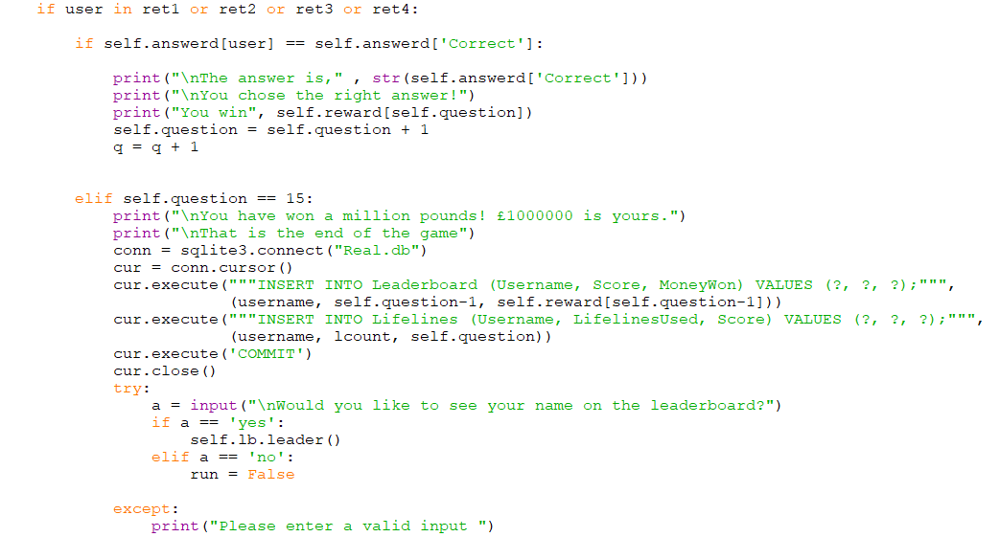 if user in ret1 or ret2 or ret3 or ret4:
if self.answerd[user] == self.answerd['Correct']:
print("\nThe answer is," , str(self.answerd['Correct']))
print("\nYou chose the right answer!")
print("You win", self.reward[self.question])
self.question = self.question + 1
q = q + 1
elif self.question == 15:
print("\nYou have won a million pounds! £1000000 is yours.")
print("\nThat is the end of the game")
conn = sqlite3.connect("Real.db")
cur = conn.cursor()
cur.execute("""INSERT INTO Leaderboard (Username, Score, MoneyWon) VALUES (?, ?, ?);""",
(username, self.question-1, self.reward[self.question-1]))
cur.execute("""INSERT INTO Lifelines (Username, LifelinesUsed, Score) VALUES (?, ?, ?);""",
(username, lcount, self.question))
cur.execute('COMMIT')
cur.close()
try:
a = input("\nWould you like to see your name on the leaderboard?")
if a == 'yes':
self.lb.leader()
elif a == 'no':
run = False
except:
print("Please enter a valid input ")